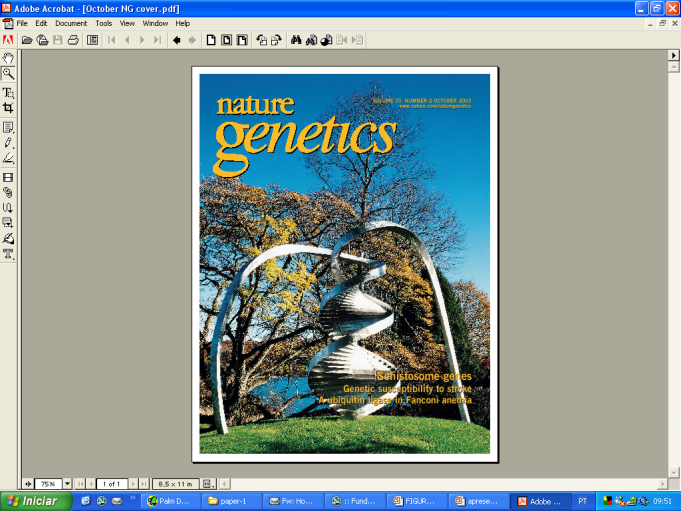 Adobe Acrobat - [October NG cover.pdf]
File Edit Document Tools View Window Help
nature
genetics
VOLUME 35 NUMBER 2 OCTOBER 2003
www.nature.com/naturegenetics
Schistosome genes
Genetic susceptibility to stroke
A ubiquitin ligase in Fanconi anemia
75%
1 of 1
8,5 x 11 in
Iniciar
Palm D...
paper-1
Fw: Ho...
:: Fund...
FIGUR...
aprese...
Adobe ...
PT
09:51